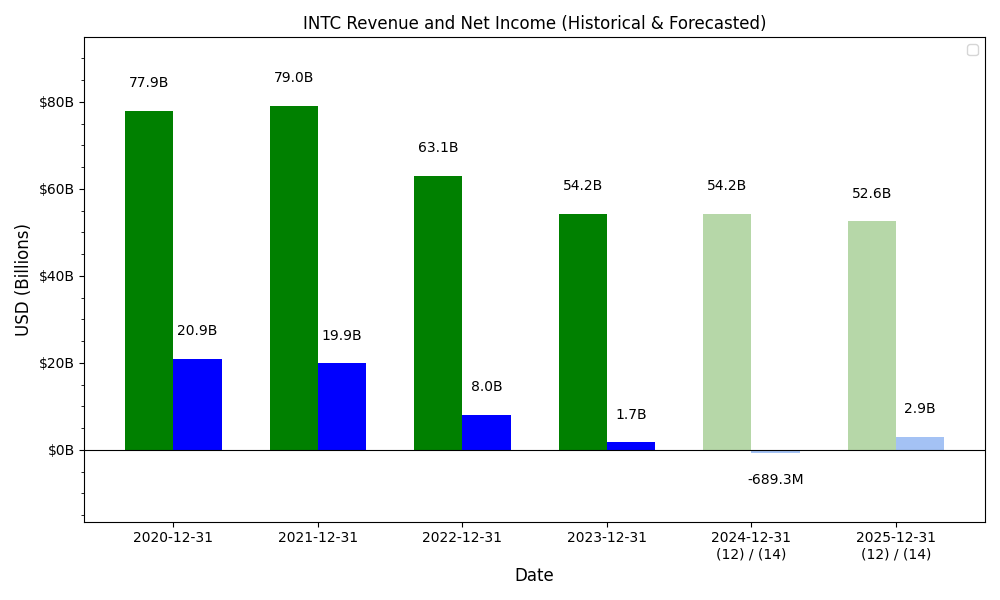 INTC Revenue and Net Income (Historical & Forecasted)
USD (Billions)
$80B
$60B
$40B
$20B
$0B
77.9B
20.9B
79.0B
19.9B
63.1B
8.0B
54.2B
1.7B
54.2B
-689.3M
52.6B
2.9B
2020-12-31
2021-12-31
2022-12-31
2023-12-31
2024-12-31
(12) / (14)
2025-12-31
(12) / (14)
Date